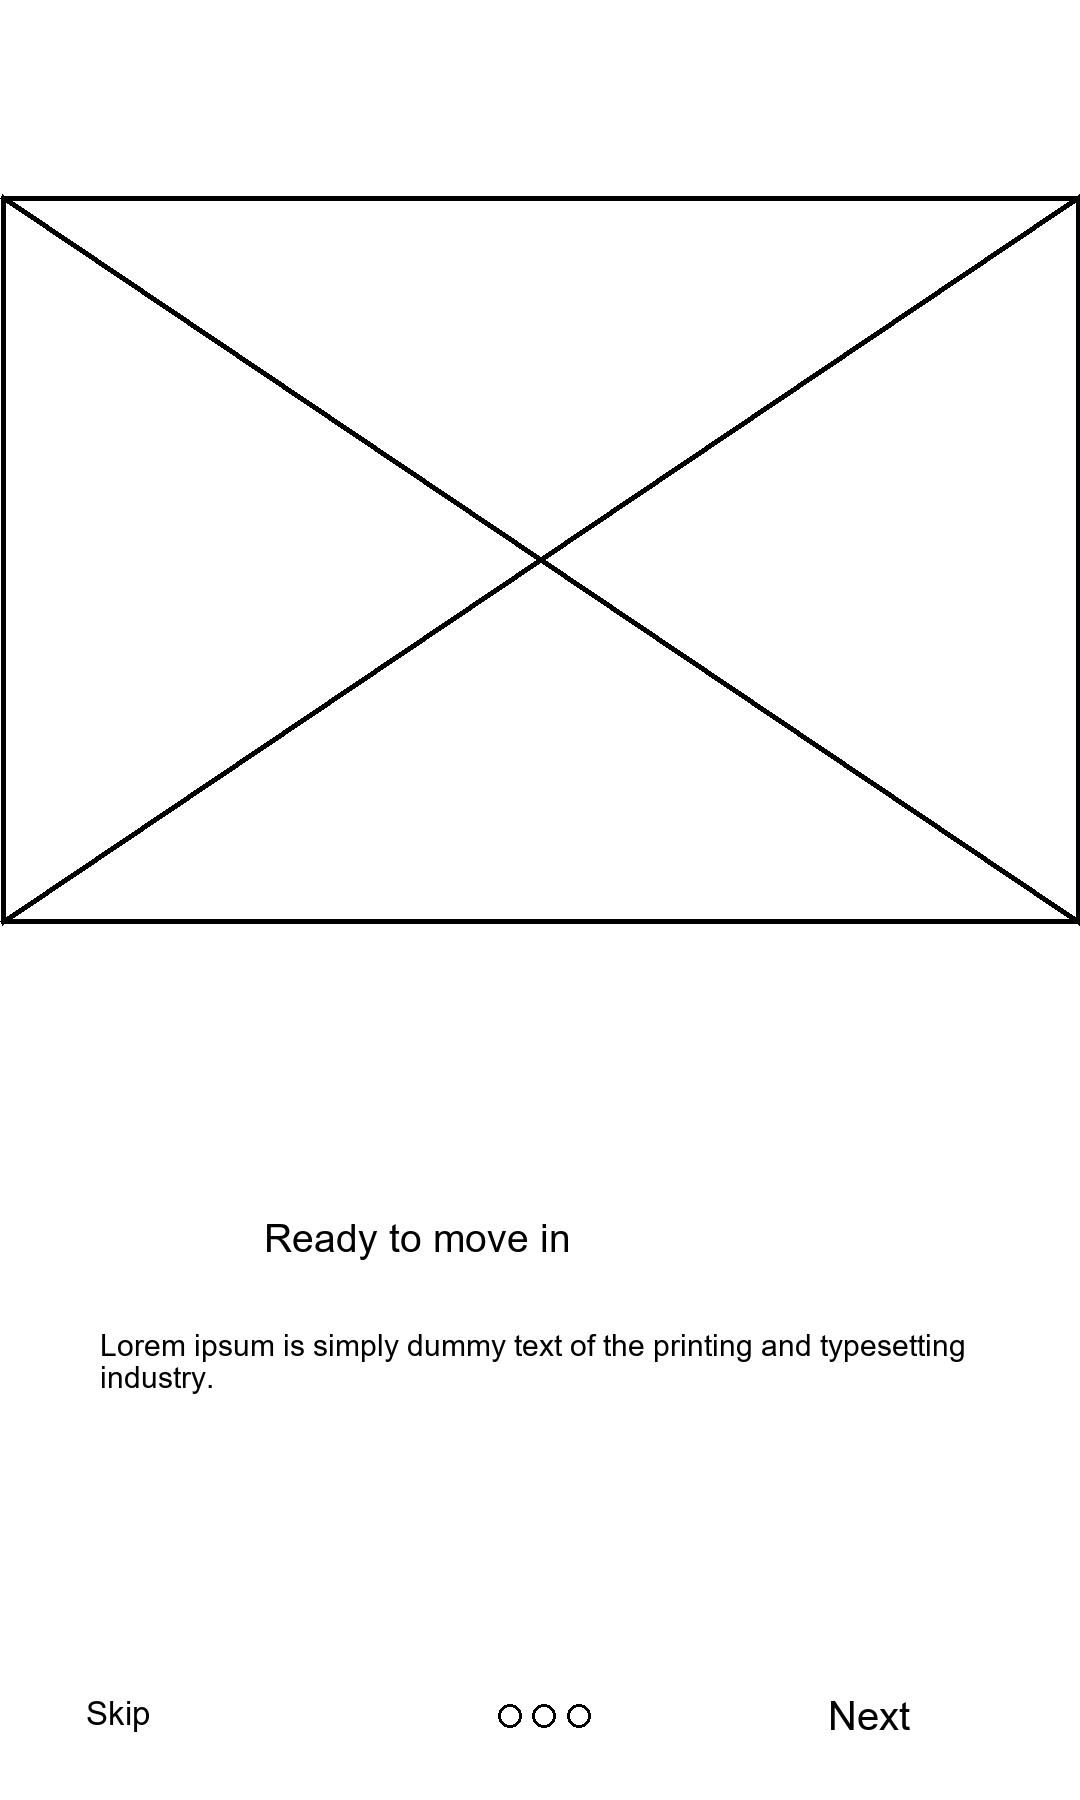 Ready to move in
Lorem ipsum is simply dummy text of the printing and typesetting
industry.
Skip
Next